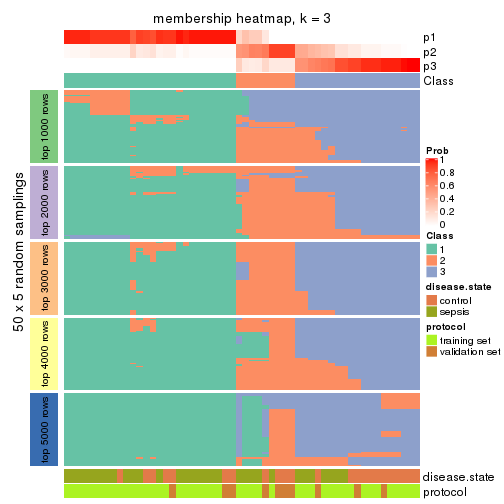 membership heatmap, k = 3
p1
p2
p3
Class
50 x 5 random samplings
top 1000 rows
top 2000 rows
top 3000 rows
top 4000 rows
top 5000 rows
disease.state
protocol
Prob
1
0.8
0.6
0.4
0.2
0
Class
1
2
3
disease.state
control
sepsis
protocol
training set
validation set